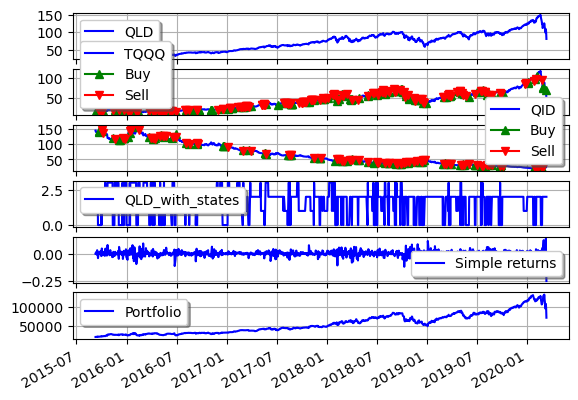 150
100
50
QLD
TQQQ
Buy
Sell
100
50
QID
Buy
Sell
150
100
50
2.5
0.0
QLD_with_states
0.00
−0.25
Simple returns
100000
50000
Portfolio
2015-07
2016-01
2016-07
2017-01
2017-07
2018-01
2018-07
2019-01
2019-07
2020-01